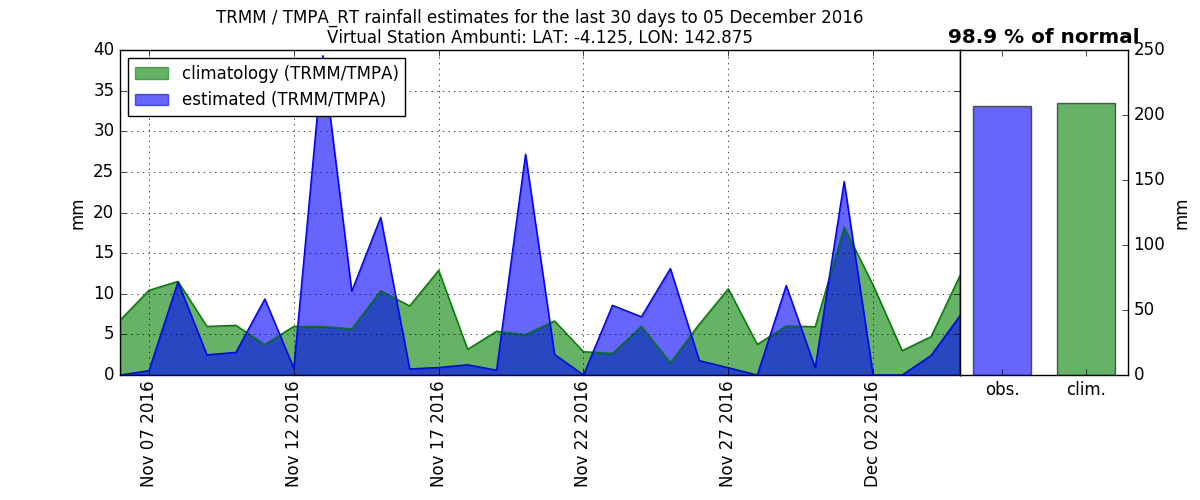 TRMM / TMPA_RT rainfall estimates for the last 30 days to 05 December 2016
Virtual Station Ambunti: LAT: -4.125, LON: 142.875
98.9 % of normal
climatology (TRMM/TMPA)
estimated (TRMM/TMPA)
mm
40
35
30
25
20
15
10
5
0
Nov 07 2016
Nov 12 2016
Nov 17 2016
Nov 22 2016
Nov 27 2016
Dec 02 2016
obs.
clim.
250
200
150
100
50
0
mm